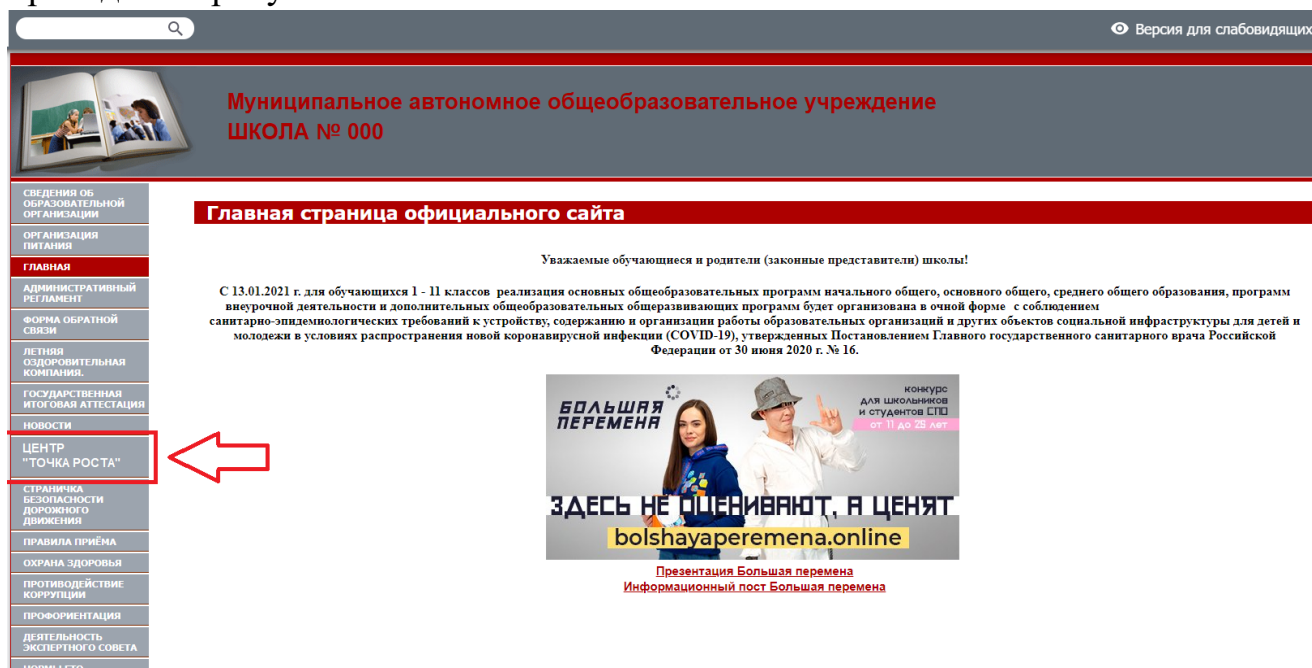 Версия для слабовидящих
Муниципальное автономное общеобразовательное учреждение
ШКОЛА № 000
СВЕДЕНИЯ ОБ
ОБРАЗОВАТЕЛЬНОЙ
ОРГАНИЗАЦИИ
ОРГАНИЗАЦИЯ
ПИТАНИЯ
ГЛАВНАЯ
АДМИНИСТРАТИВНЫЙ
РЕГЛАМЕНТ
ФОРМА ОБРАТНОЙ
СВЯЗИ
ЛЕТНЯЯ
ОЗДОРОВИТЕЛЬНАЯ
КОМПАНИЯ.
ГОСУДАРСТВЕННАЯ
ИТОГОВАЯ АТТЕСТАЦИЯ
НОВОСТИ
ЦЕНТР
"ТОЧКА РОСТА"
СТРАНИЧКА
БЕЗОПАСНОСТИ
ДОРОЖНОГО
ДВИЖЕНИЯ
ПРАВИЛА ПРИЁМА
ОХРАНА ЗДОРОВЬЯ
ПРОТИВОДЕЙСТВИЕ
КОРРУПЦИИ
ПРОФОРИЕНТАЦИЯ
ДЕЯТЕЛЬНОСТЬ
ЭКСПЕРТНОГО СОВЕТА
Главная страница официального сайта
Уважаемые обучающиеся и родители (законные представители) школы!
С 13.01.2021 г. для обучающихся 1 - 11 классов реализация основных общеобразовательных программ начального общего, основного общего, среднего общего образования, программ
внеурочной деятельности и дополнительных общеобразовательных общеразвивающих программ будет организована в очной форме с соблюдением
санитарно-эпидемиологических требований к устройству, содержанию и организации работы образовательных организаций и других объектов социальной инфраструктуры для детей и
молодежи в условиях распространения новой коронавирусной инфекции (COVID-19), утвержденных Постановлением Главного государственного санитарного врача Российской
Федерации от 30 июня 2020 г. № 16.
БОЛЬШАЯ
ПЕРЕМЕНА
конкурс
для школьников
и студентов СПО
от 11 до 25 лет
ЗДЕСЬ НЕ ОЦЕНИВАЮТ, А ЦЕНЯТ
bolshayaperemena.online
Презентация Большая перемена
Информационный пост Большая перемена